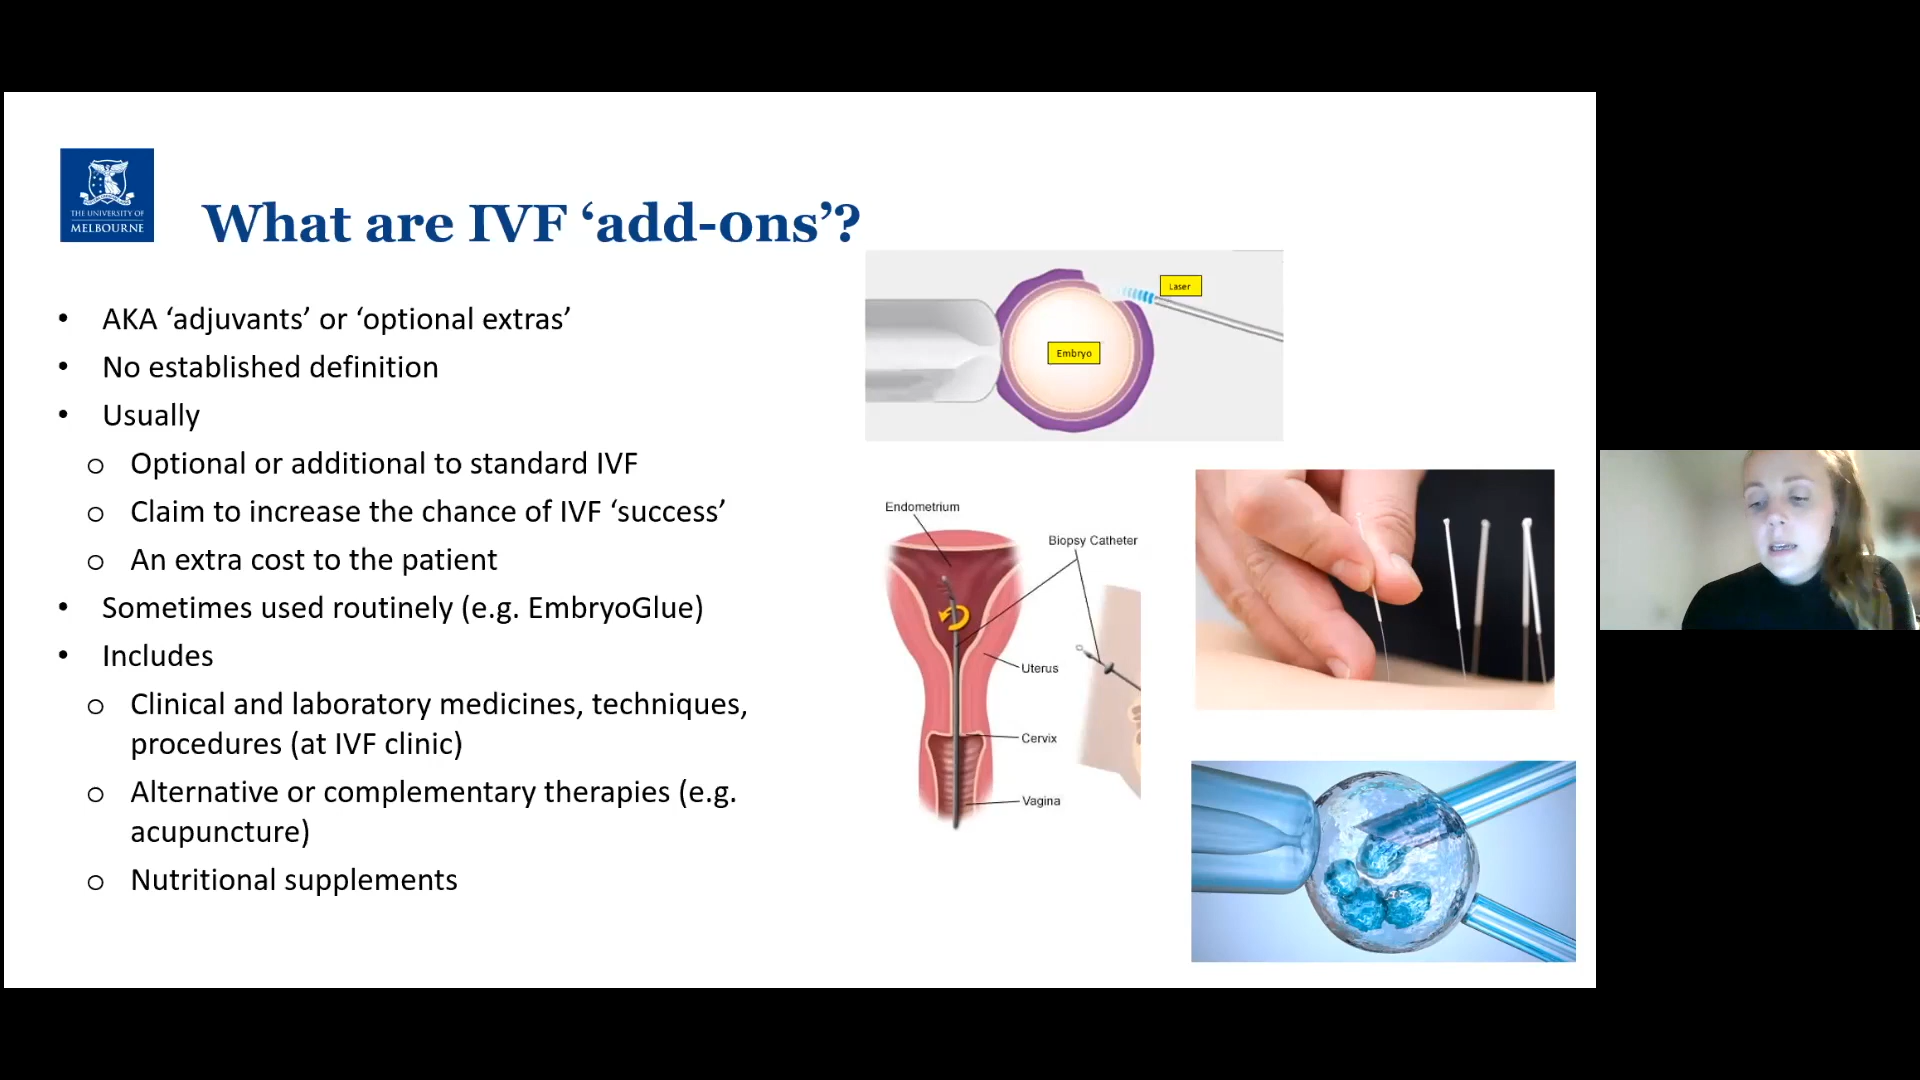 THE UNIVERSITY OF
MELBOURNE
What are IVF ‘add-ons’?
• AKA ‘adjuvants’ or ‘optional extras’
• No established definition
• Usually
o Optional or additional to standard IVF
o Claim to increase the chance of IVF ‘success’
o An extra cost to the patient
• Sometimes used routinely (e.g. EmbryoGlue)
• Includes
o Clinical and laboratory medicines, techniques,
procedures (at IVF clinic)
o Alternative or complementary therapies (e.g.
acupuncture)
o Nutritional supplements
Laser
Embryo
Endometrium
Biopsy Catheter
Uterus
Cervix
Vagina